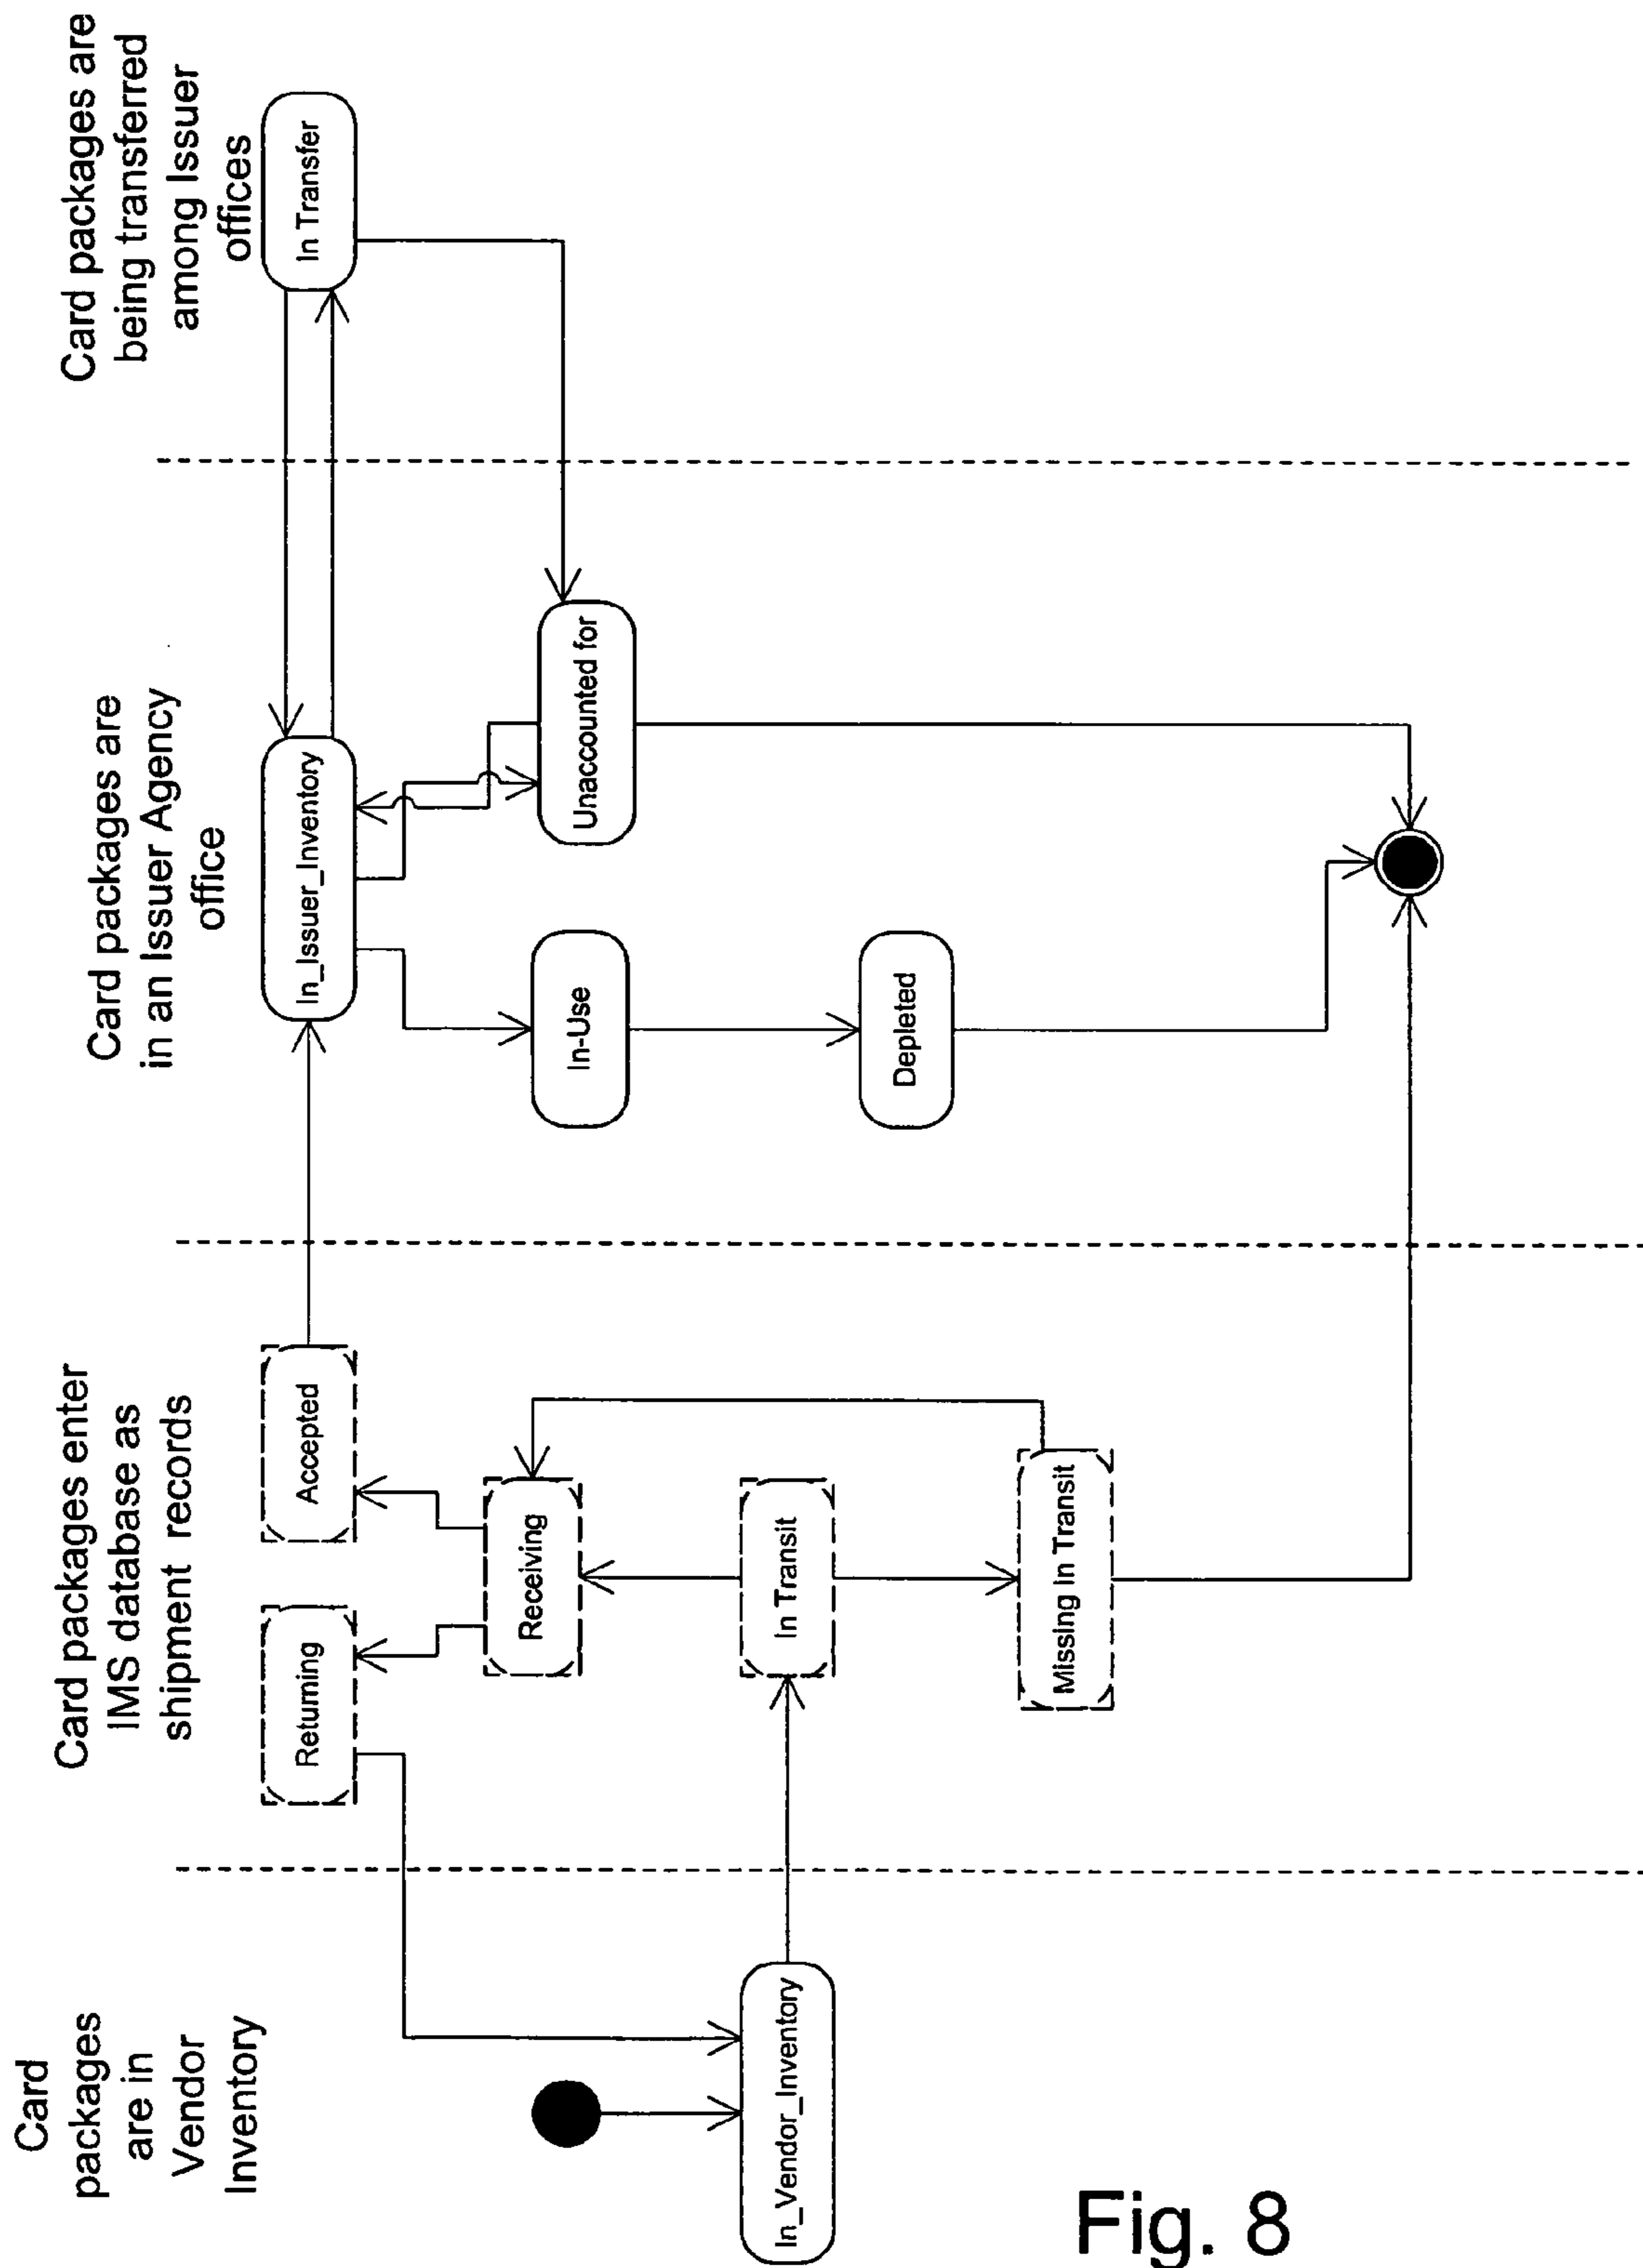 Card
packages
are in
Vendor
Inventory
Card packages enter
IMS database as
shipment records
Card packages are
in an Issuer Agency
office
Card packages are
being transferred
among Issuer
offices
Returning
Accepted
In_Issuer_Inventory
In Transfer
Receiving
In-Use
Unaccounted for
In_Vendor_Inventory
In Transit
Depleted
Missing In Transit
Fig. 8